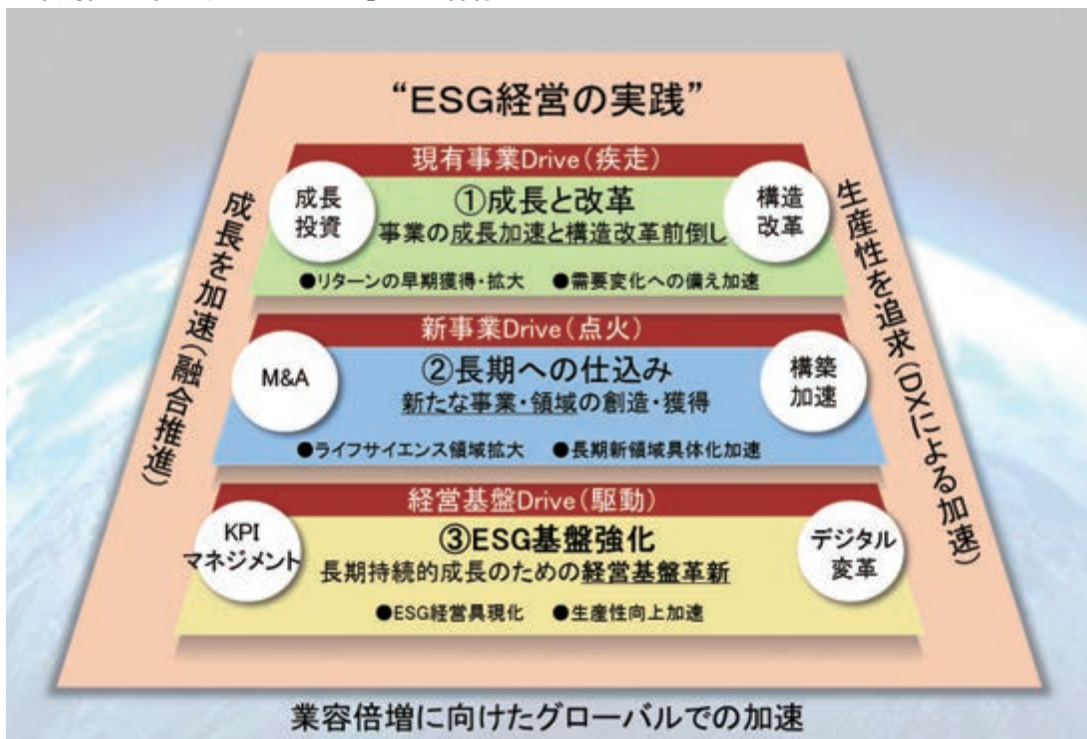 “ESG経営の実践”
成長を加速(融合推進)
生産性を追求(DXによる加速)
現有事業Drive(疾走)
成長
投資
①成長と改革
事業の成長加速と構造改革前倒し
構造
改革
●リターンの早期獲得・拡大 ●需要変化への備え加速
新事業Drive(点火)
M&A
②長期への仕込み
新たな事業・領域の創造・獲得
構築
加速
●ライフサイエンス領域拡大 ●長期新領域具体化加速
経営基盤Drive(駆動)
KPI
マネジメント
③ESG基盤強化
長期持続的成長のための経営基盤革新
デジタル
変革
●ESG経営具現化 ●生産性向上加速
業容倍増に向けたグローバルでの加速